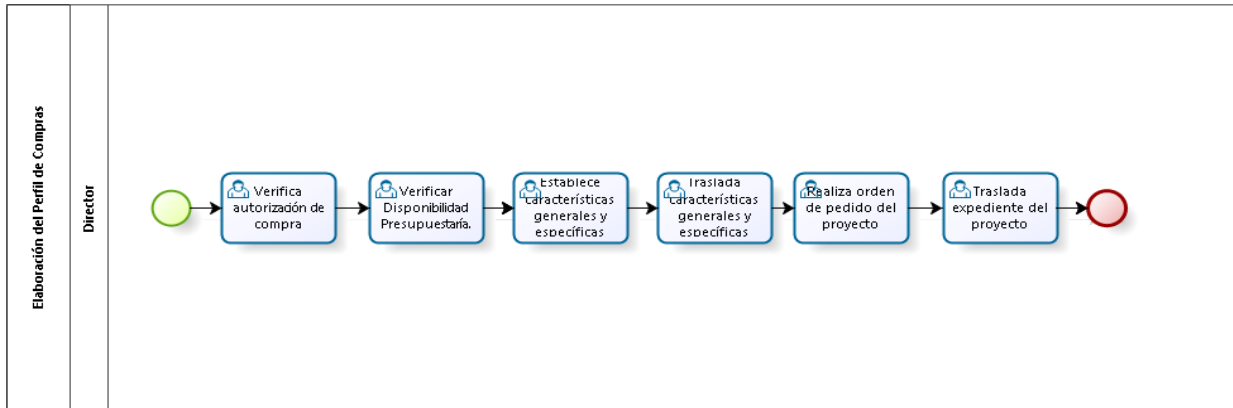 Elaboración del Perfil de Compras
Director
Verifica
autorización de
compra
Verificar
Disponibilidad
Presupuestaría.
Establece
características
generales y
específicas
Traslada
características
generales y
específicas
Realiza orden
de pedido del
proyecto
Traslada
expediente del
proyecto